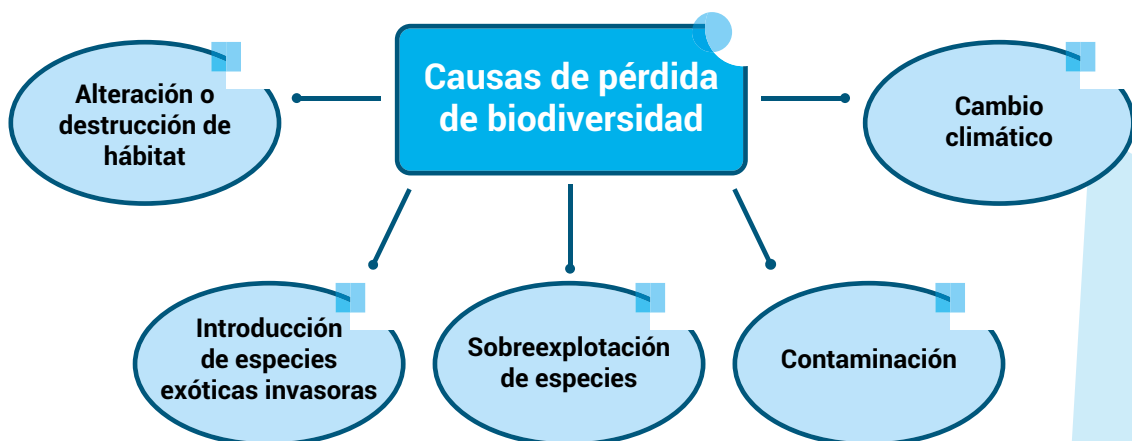 Causas de pérdida
de biodiversidad
Alteración o
destrucción de
hábitat
Cambio
climático
Introducción
de especies
exóticas invasoras
Sobreexplotación
de especies
Contaminación